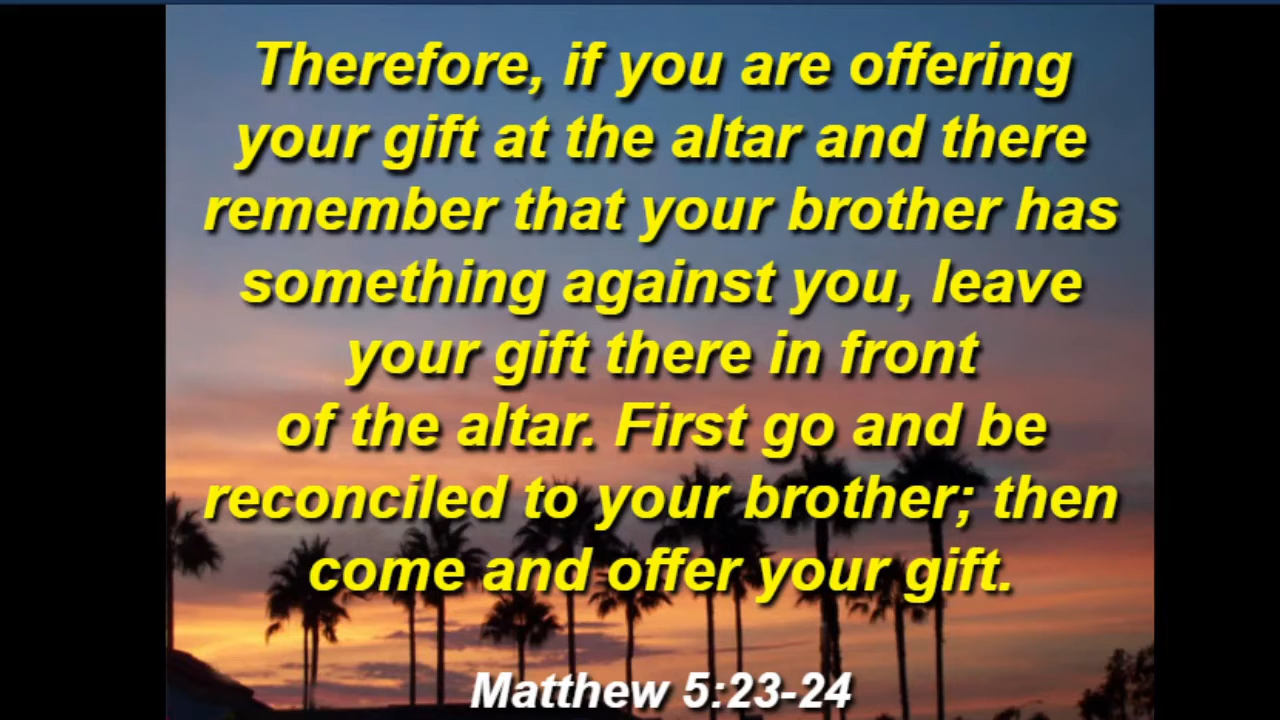 Therefore, if you are offering
your gift at the altar and there
remember that your brother has
something against you, leave
your gift there in front
of the altar. First go and be
reconciled to your brother; then
come and offer your gift.
Matthew 5:23-24